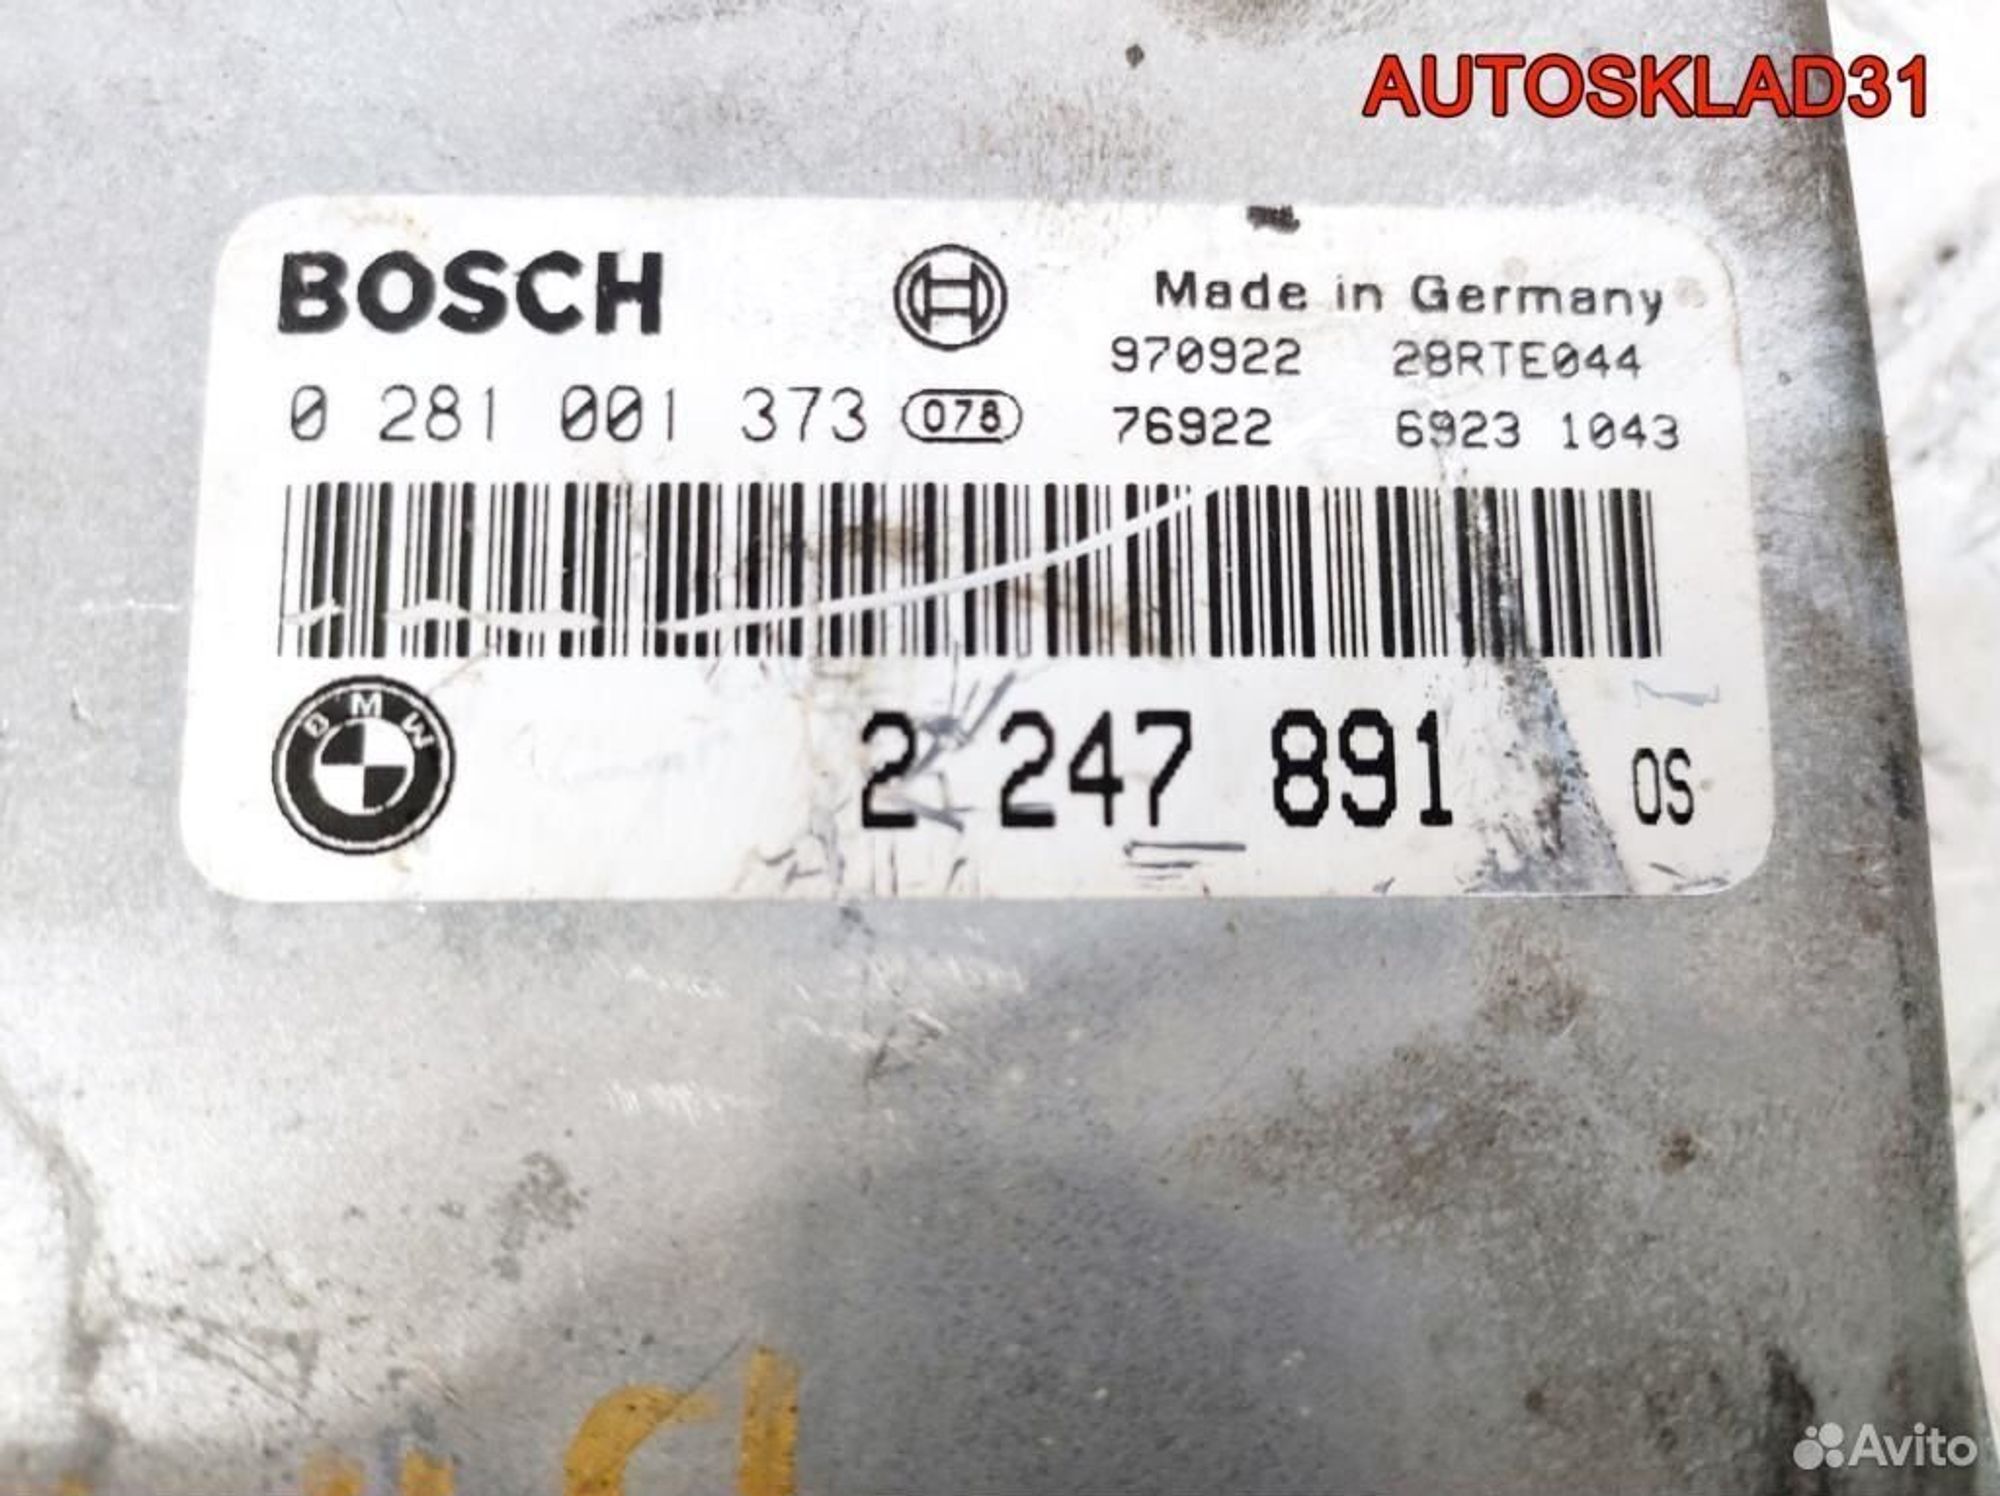 AUTOSKLAD31
BOSCH
Made in Germany
970922 28RTE044
0 281 001 373 078
76922 6923 1043
BMW
2 247 891 OS
Avito